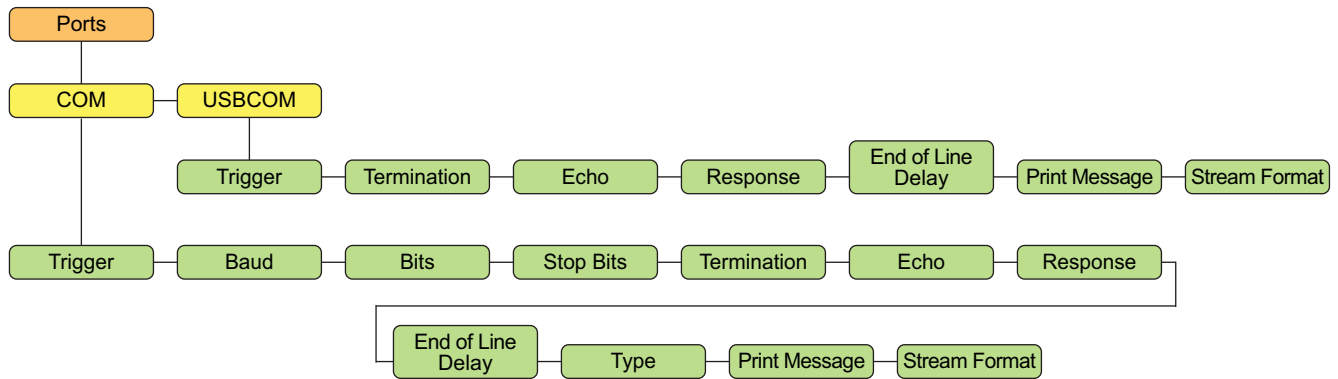 Ports
COM
USBCOM
Trigger
Termination
Echo
Response
End of Line
Delay
Print Message
Stream Format
Trigger
Baud
Bits
Stop Bits
Termination
Echo
Response
End of Line
Delay
Type
Print Message
Stream Format